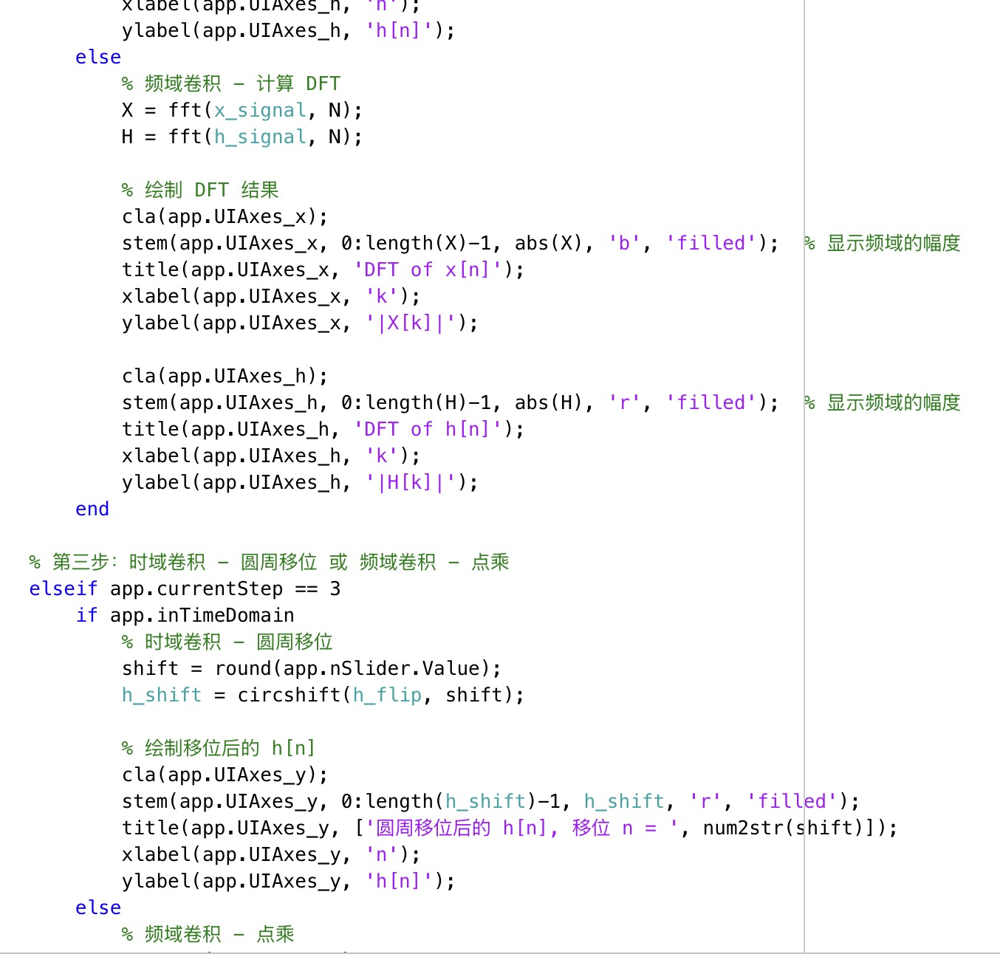 xlabel(app.UIAxes_h, 'n');
ylabel(app.UIAxes_h, 'h[n]');
else
% 频域卷积 – 计算 DFT
X = fft(x_signal, N);
H = fft(h_signal, N);
% 绘制 DFT 结果
cla(app.UIAxes_x);
stem(app.UIAxes_x, 0:length(X)-1, abs(X), 'b', 'filled');  % 显示频域的幅度
title(app.UIAxes_x, 'DFT of x[n]');
xlabel(app.UIAxes_x, 'k');
ylabel(app.UIAxes_x, '|X[k]|');
cla(app.UIAxes_h);
stem(app.UIAxes_h, 0:length(H)-1, abs(H), 'r', 'filled');  % 显示频域的幅度
title(app.UIAxes_h, 'DFT of h[n]');
xlabel(app.UIAxes_h, 'k');
ylabel(app.UIAxes_h, '|H[k]|');
end
% 第三步：时域卷积 – 圆周移位 或 频域卷积 – 点乘
elseif app.currentStep == 3
if app.inTimeDomain
% 时域卷积 – 圆周移位
shift = round(app.nSlider.Value);
h_shift = circshift(h_flip, shift);
% 绘制移位后的 h[n]
cla(app.UIAxes_y);
stem(app.UIAxes_y, 0:length(h_shift)-1, h_shift, 'r', 'filled');
title(app.UIAxes_y, ['圆周移位后的 h[n], 移位 n = ', num2str(shift)]);
xlabel(app.UIAxes_y, 'n');
ylabel(app.UIAxes_y, 'h[n]');
else
% 频域卷积 – 点乘